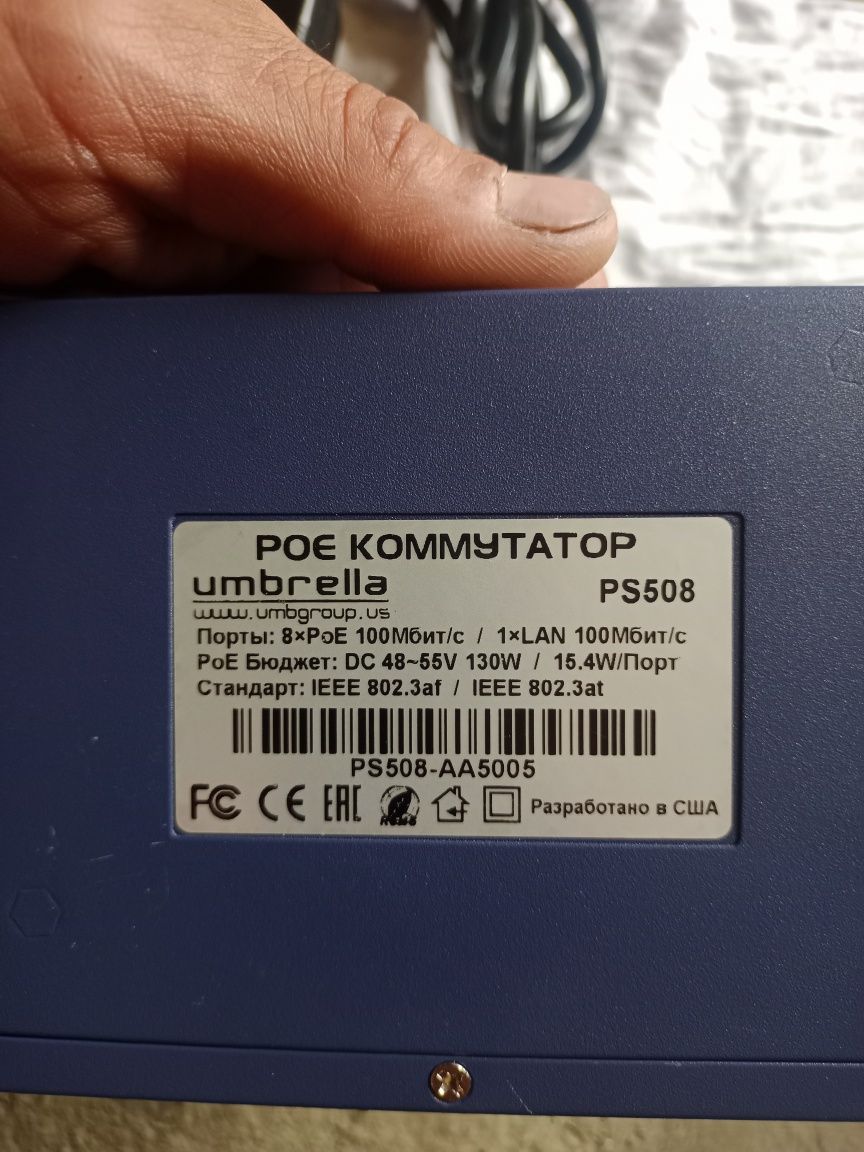 POE КОММУТАТОР
umbrella
PS508
www.umbgroup.us
Порты: 8×PoE 100Мбит/с / 1×LAN 100Мбит/с
PoE Бюджет: DC 48~55V 130W / 15.4W/Порт
Стандарт: IEEE 802.3af / IEEE 802.3at
PS508-AA5005
FC CE EAC RoHS Разработано в США